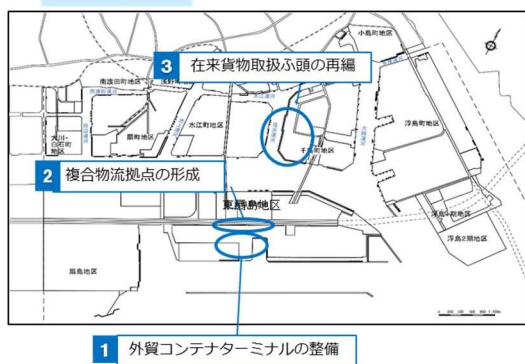 小島町地区
3 在来貨物取扱ふ頭の再編
南渡田町地区
大川・
白石町
地区
扇町地区
水江町地区
千鳥町地区
浮島町地区
2 複合物流拠点の形成
東扇島地区
浮島1期地区
浮島2期地区
扇島地区
1 外貿コンテナターミナルの整備